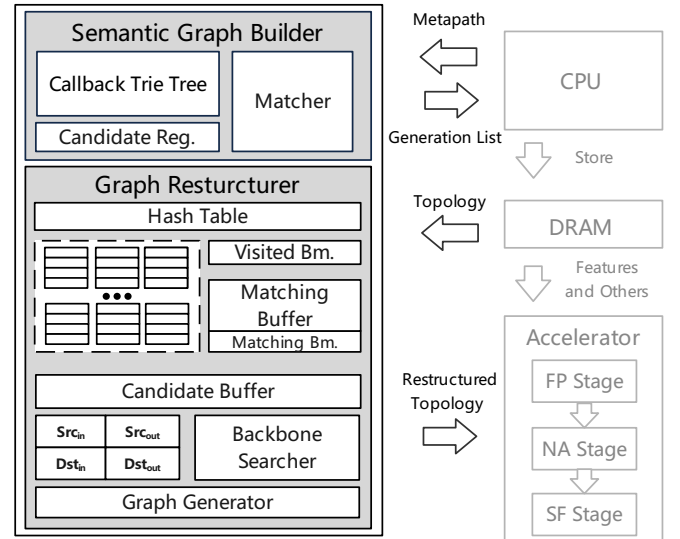 Semantic Graph Builder
Callback Trie Tree
Matcher
Candidate Reg.
Graph Resturcturer
Hash Table
Visited Bm.
Matching
Buffer
Matching Bm.
Candidate Buffer
Srcin
Srcout
Dstin
Dstout
Backbone
Searcher
Graph Generator
Metapath
Generation List
Topology
Restructured
Topology
CPU
Store
DRAM
Features
and Others
Accelerator
FP Stage
NA Stage
SF Stage